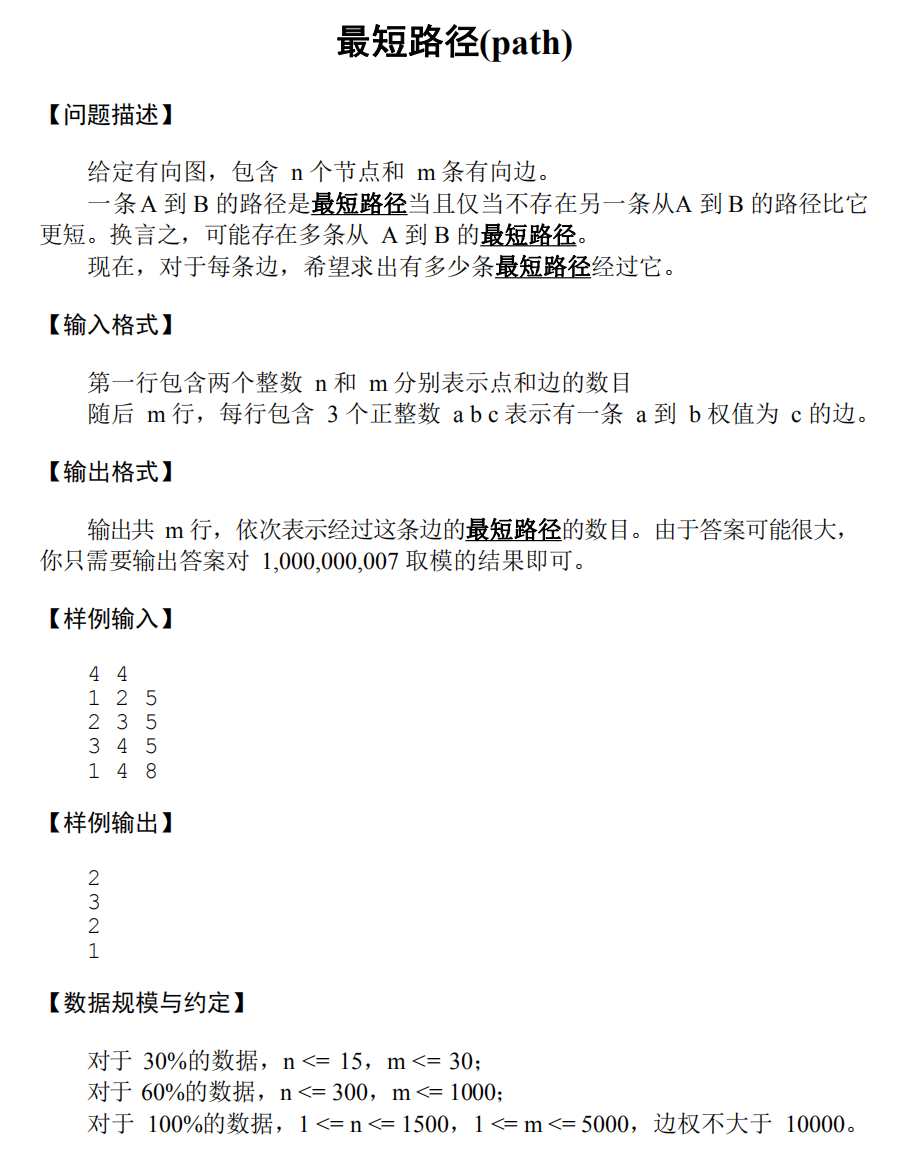 最短路径(path)
【问题描述】
给定有向图，包含 n 个节点和 m 条有向边。
一条A 到 B 的路径是最短路径当且仅当不存在另一条从A 到 B 的路径比它
更短。换言之，可能存在多条从 A 到 B 的最短路径。
现在，对于每条边，希望求出有多少条最短路径经过它。
【输入格式】
第一行包含两个整数 n 和 m 分别表示点和边的数目
随后 m 行，每行包含 3 个正整数 a b c 表示有一条 a 到 b 权值为 c 的边。
【输出格式】
输出共 m 行，依次表示经过这条边的最短路径的数目。由于答案可能很大，
你只需要输出答案对 1,000,000,007 取模的结果即可。
【样例输入】
4 4
1 2 5
2 3 5
3 4 5
1 4 8
【样例输出】
2
3
2
1
【数据规模与约定】
对于 30%的数据，n <= 15，m <= 30；
对于 60%的数据，n <= 300，m <= 1000；
对于 100%的数据，1 <= n <= 1500，1 <= m <= 5000，边权不大于 10000。